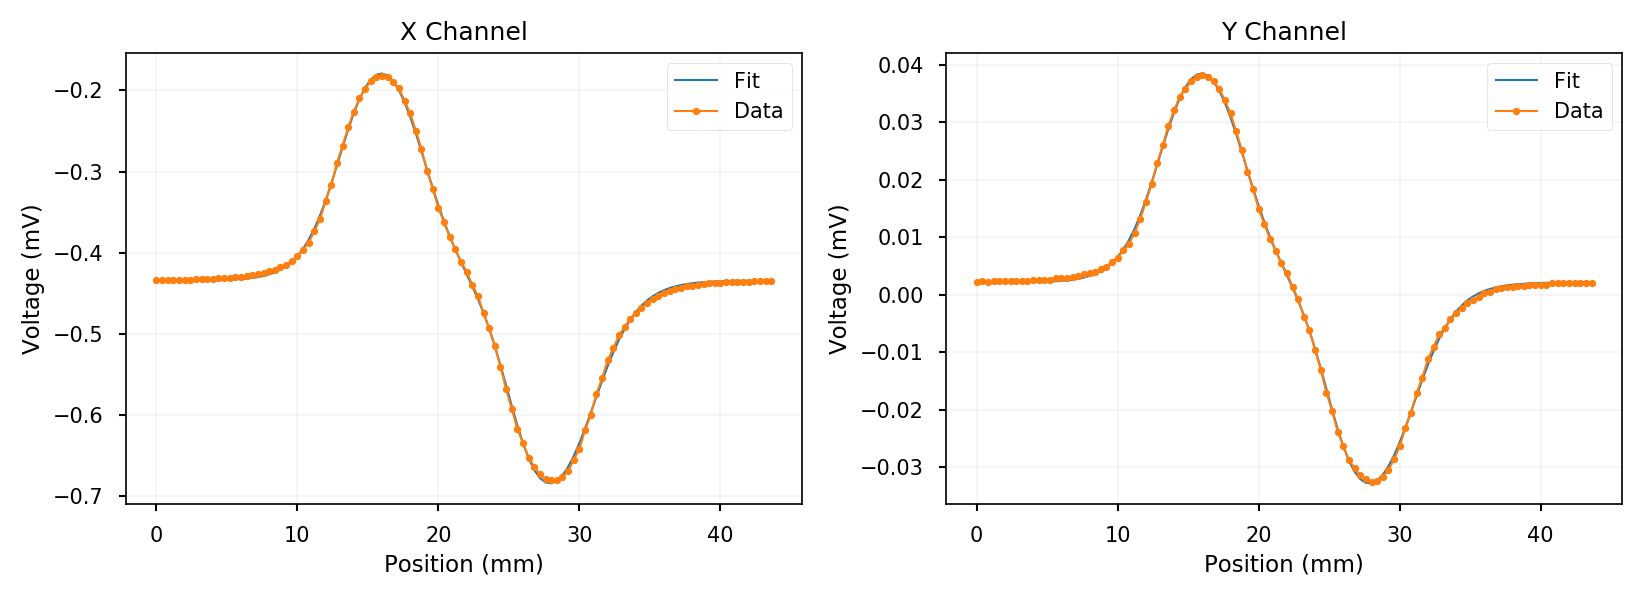 X Channel
Voltage (mV)
−0.2
−0.3
−0.4
−0.5
−0.6
−0.7
Fit
Data
0
10
20
30
40
Position (mm)
Y Channel
Voltage (mV)
0.04
0.03
0.02
0.01
0.00
−0.01
−0.02
−0.03
Fit
Data
0
10
20
30
40
Position (mm)